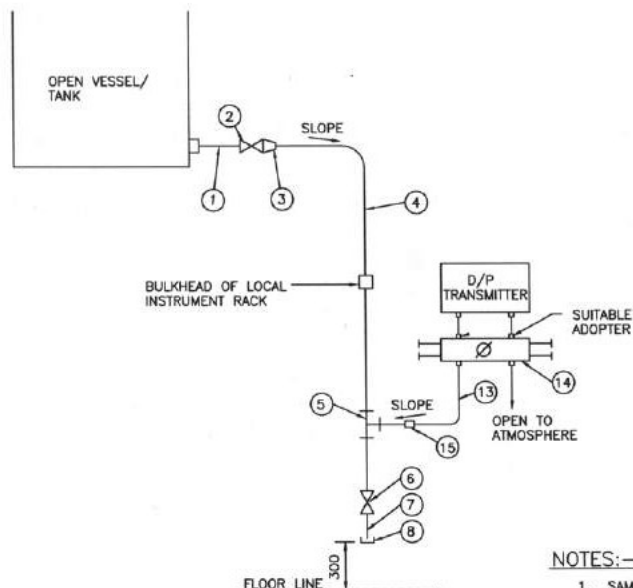 OPEN VESSEL/
TANK
2
SLOPE
1
3
4
BULKHEAD OF LOCAL
INSTRUMENT RACK
D/P
TRANSMITTER
SUITABLE
ADOPTER
14
13
SLOPE
5
15
OPEN TO
ATMOSPHERE
6
7
8
300
FLOOR LINE
NOTES:-
1 SAM